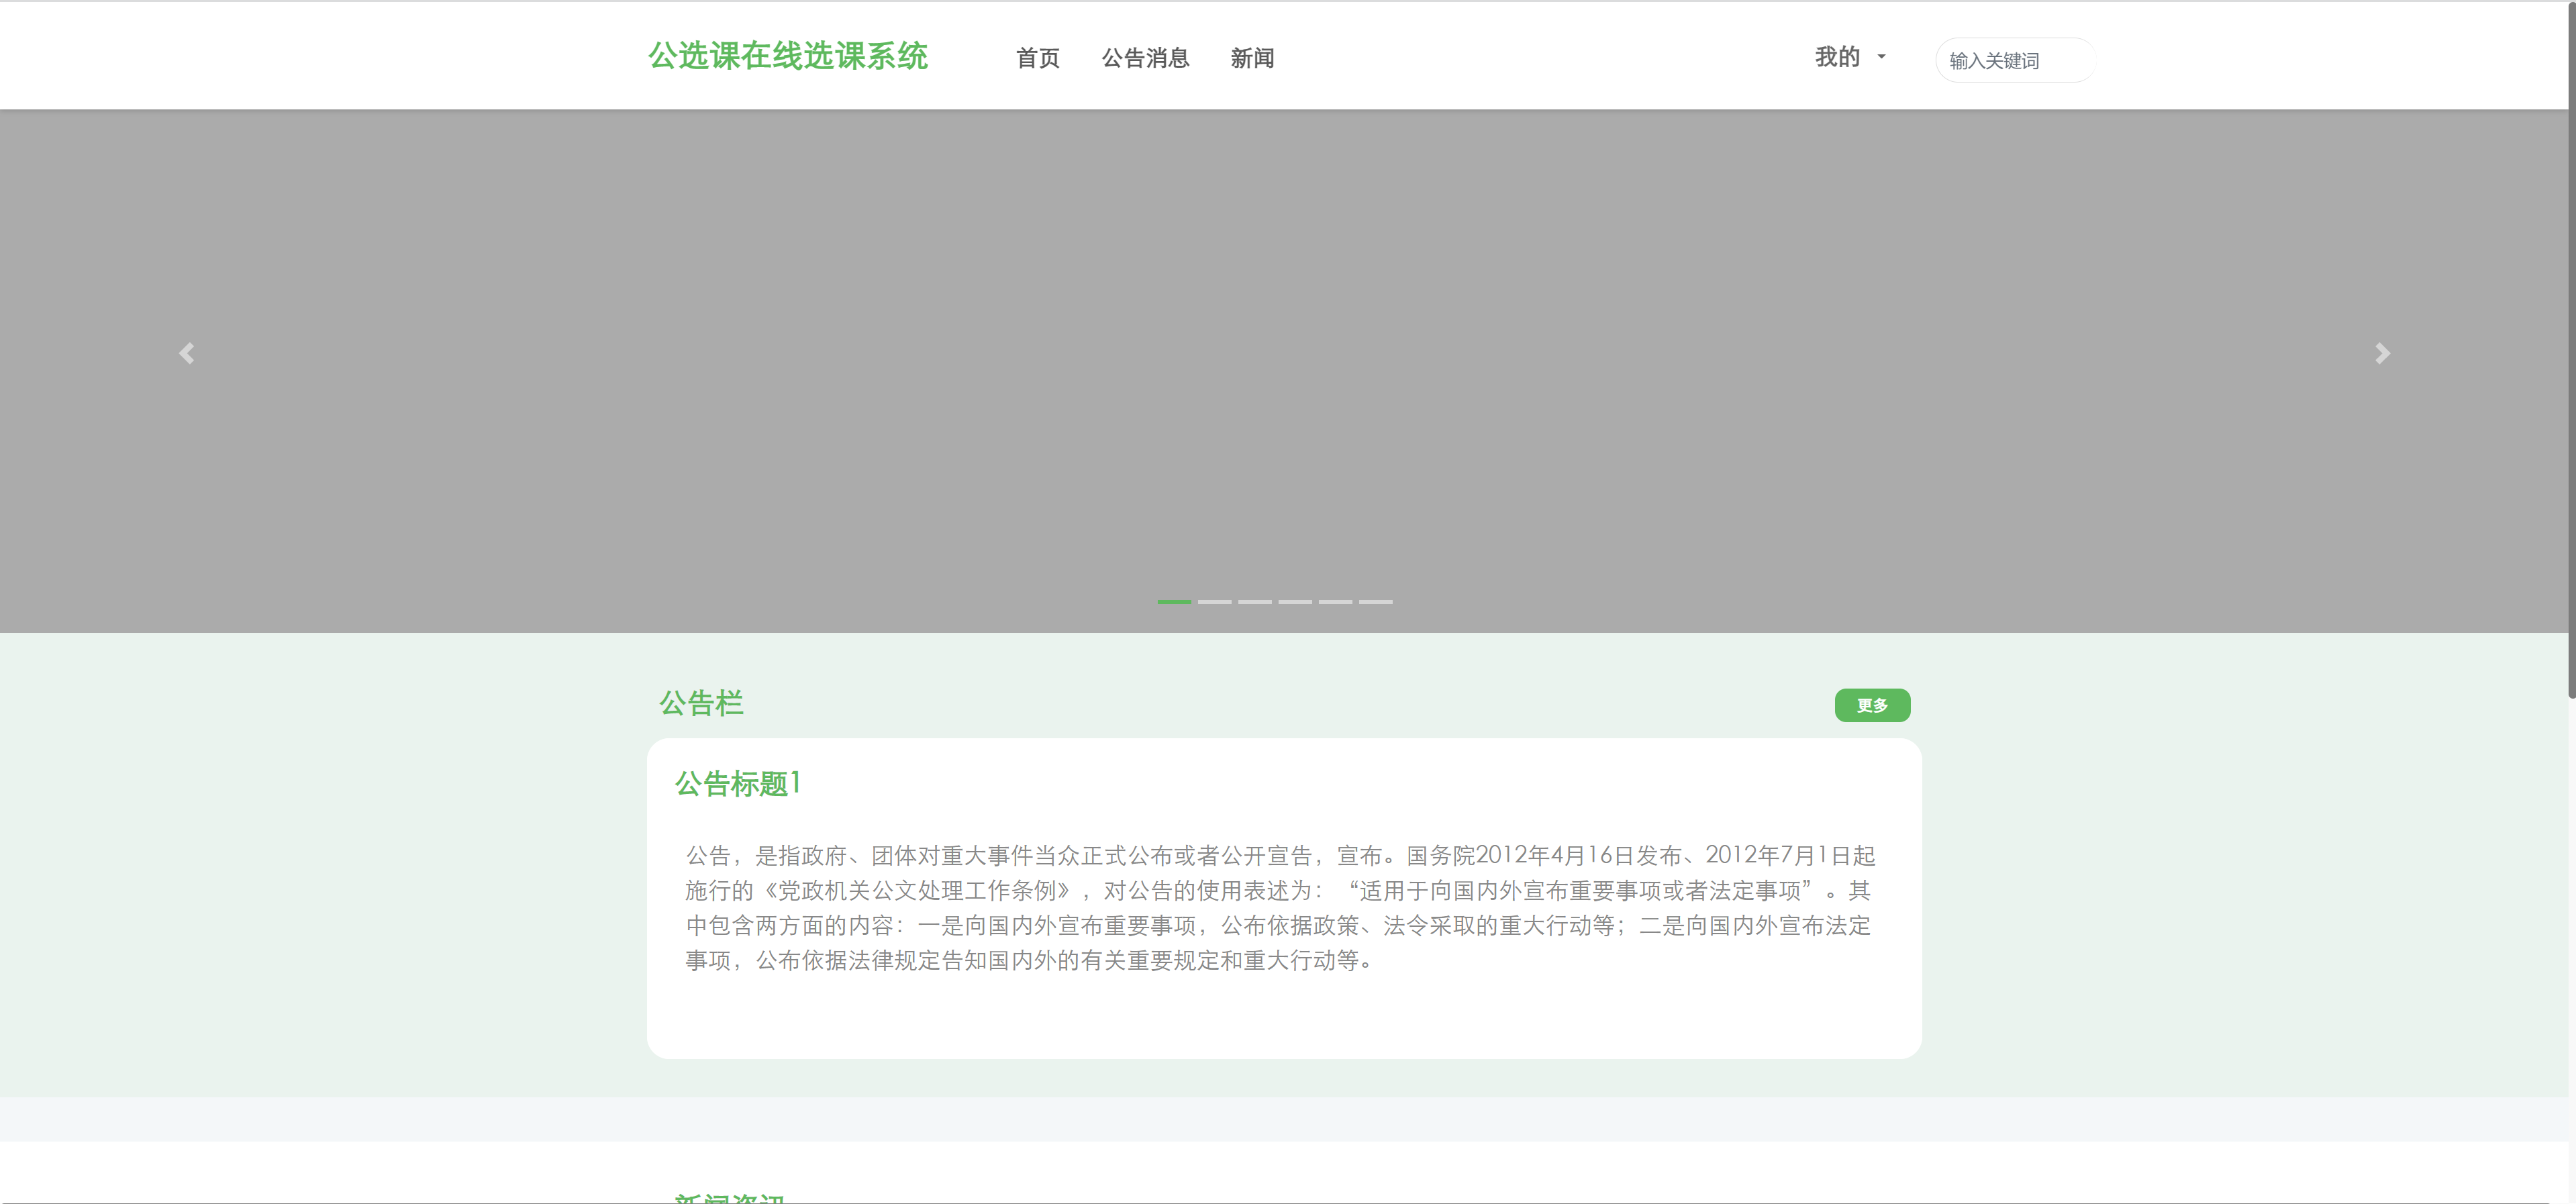 公选课在线选课系统
首页
公告消息
新闻
我的
输入关键词
公告栏
更多
公告标题1
公告，是指政府、团体对重大事件当众正式公布或者公开宣告，宣布。国务院2012年4月16日发布、2012年7月1日起
施行的《党政机关公文处理工作条例》，对公告的使用表述为：“适用于向国内外宣布重要事项或者法定事项”。其
中包含两方面的内容：一是向国内外宣布重要事项，公布依据政策、法令采取的重大行动等；二是向国内外宣布法定
事项，公布依据法律规定告知国内外的有关重要规定和重大行动等。
新闻资讯